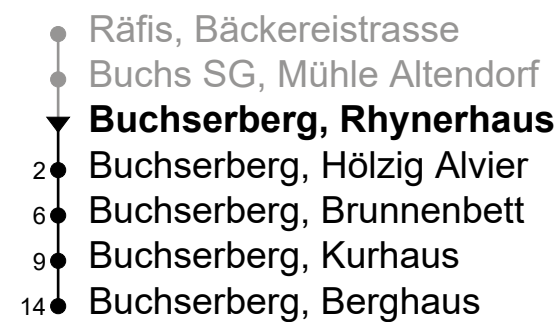 Räfis, Bäckereistrasse
Buchs SG, Mühle Altendorf
Buchserberg, Rhynerhaus
2 Buchserberg, Hölzig Alvier
6 Buchserberg, Brunnenbett
9 Buchserberg, Kurhaus
14 Buchserberg, Berghaus